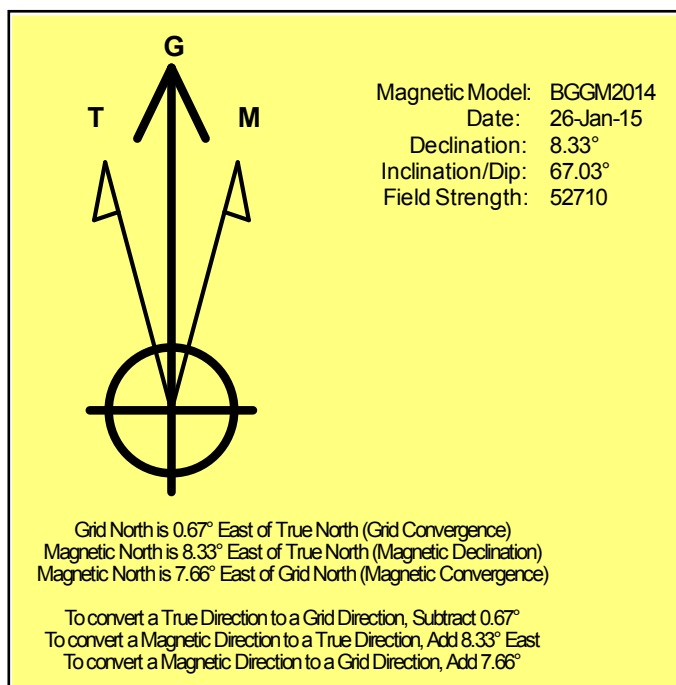 G
T
M
Magnetic Model: BGGM2014
Date: 26-Jan-15
Declination: 8.33°
Inclination/Dip: 67.03°
Field Strength: 52710
Grid North is 0.67° East of True North (Grid Convergence)
Magnetic North is 8.33° East of True North (Magnetic Declination)
Magnetic North is 7.66° East of Grid North (Magnetic Convergence)
To convert a True Direction to a Grid Direction, Subtract 0.67°
To convert a Magnetic Direction to a True Direction, Add 8.33° East
To convert a Magnetic Direction to a Grid Direction, Add 7.66°